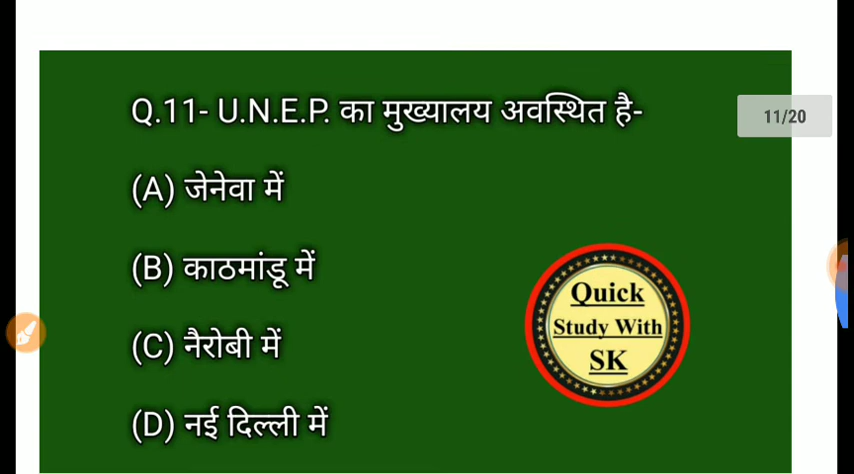 Q.11- U.N.E.P. का मुख्यालय अवस्थित है-
11/20
(A) जेनेवा में
(B) काठमांडू में
(C) नैरोबी में
(D) नई दिल्ली में
Quick
Study With
SK